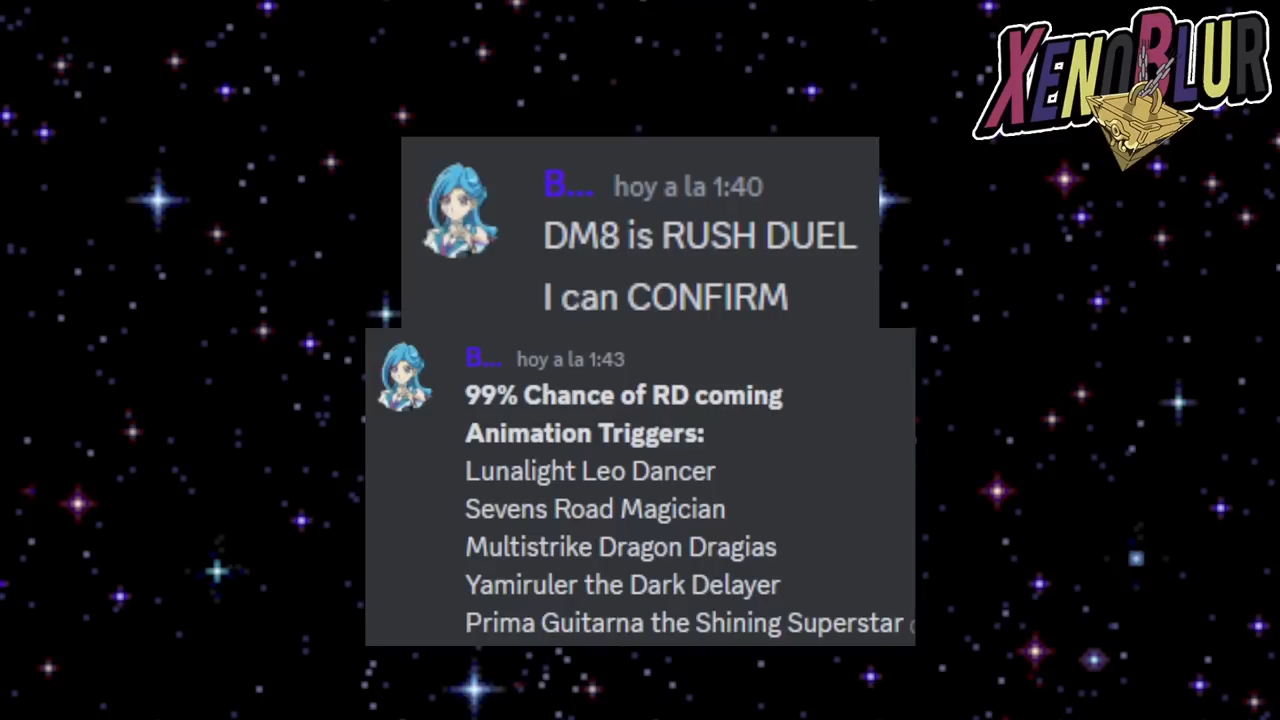 XENOBLUR
B... hoy a la 1:40
DM8 is RUSH DUEL
I can CONFIRM
B... hoy a la 1:43
99% Chance of RD coming
Animation Triggers:
Lunalight Leo Dancer
Sevens Road Magician
Multistrike Dragon Dragias
Yamiruler the Dark Delayer
Prima Guitarna the Shining Superstar